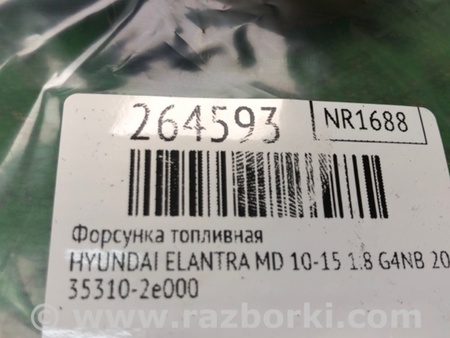 264593 NR1688
Форсунка топливная
HYUNDAI ELANTRA MD 10-15 1.8 G4NB 20
35310-2e000
© www.razborki.com